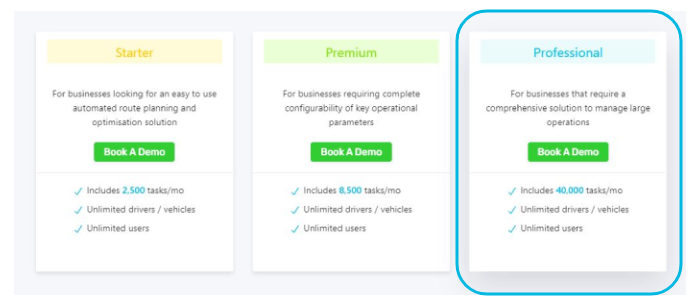 Starter
For businesses looking for an easy to use
automated route planning and
optimisation solution
Book A Demo
Includes 2,500 tasks/mo
Unlimited drivers / vehicles
Unlimited users
Premium
For businesses requiring complete
configurability of key operational
parameters
Book A Demo
Includes 8,500 tasks/mo
Unlimited drivers / vehicles
Unlimited users
Professional
For businesses that require a
comprehensive solution to manage large
operations
Book A Demo
Includes 40,000 tasks/mo
Unlimited drivers / vehicles
Unlimited users